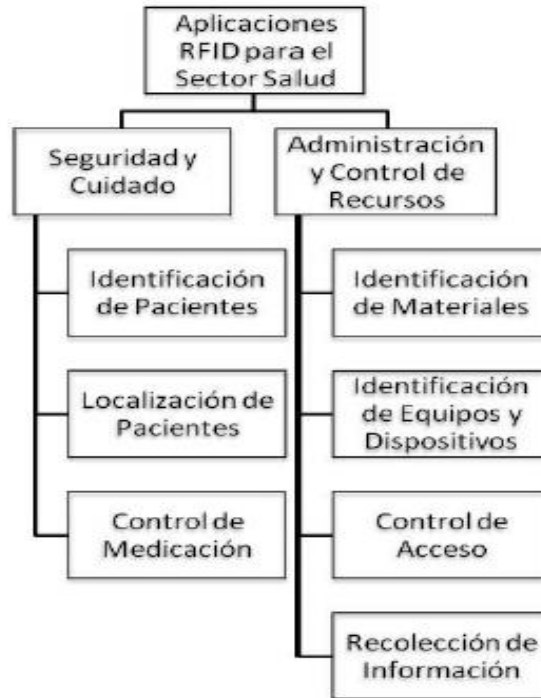 Aplicaciones
RFID para el
Sector Salud
Seguridad y
Cuidado
Administración
y Control de
Recursos
Identificación
de Pacientes
Localización de
Pacientes
Control de
Medicación
Identificación
de Materiales
Identificación
de Equipos y
Dispositivos
Control de
Acceso
Recolección de
Información